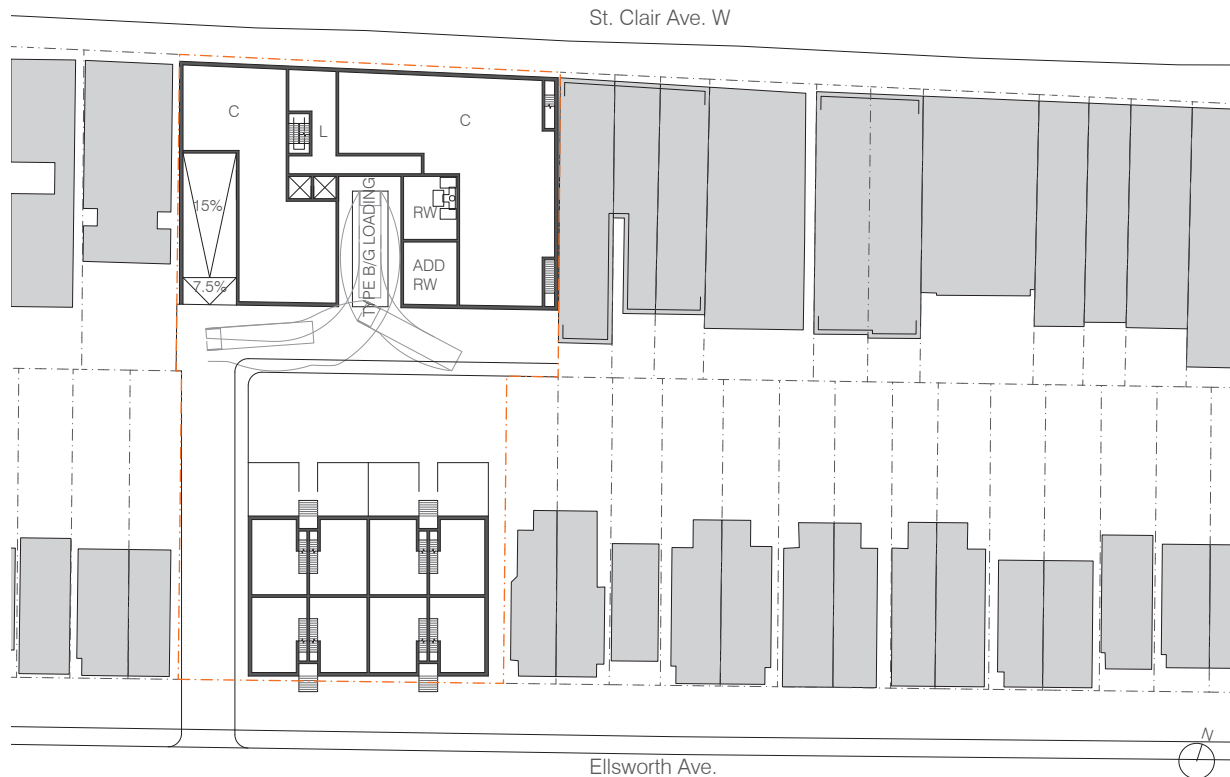 St. Clair Ave. W
C
L
C
15%
7.5%
TYPE B/G LOADING
RW
ADD
RW
Ellsworth Ave.
N